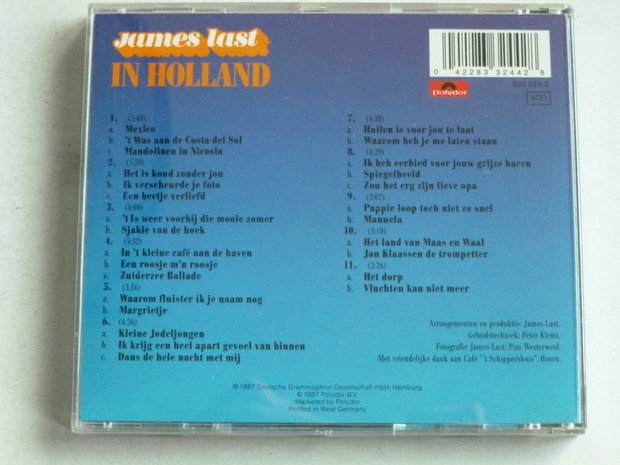 James Last
IN HOLLAND
0 42283 32442 8
Polydor
832 244-2
ADD
1. (5:40)
a. Mexico
b. 't Was aan de Costa del Sol
c. Mandolinen in Nicosia
2. (5:20)
a. Het is koud zonder jou
b. Ik verscheurde je foto
c. Een beetje verliefd
3. (4:00)
a. 't Is weer voorbij die mooie zomer
b. Sjakie van de hoek
4. (5:32)
a. In 't kleine café aan de haven
b. Een roosje m'n roosje
c. Zuiderzee Ballade
5. (3:16)
a. Waarom fluister ik je naam nog
b. Margrietje
6. (4:36)
a. Kleine Jodeljongen
b. Ik krijg een heel apart gevoel van binnen
c. Dans de hele nacht met mij
7. (4:38)
a. Huilen is voor jou te laat
b. Waarom heb je me laten staan
8. (4:29)
a. Ik heb eerbied voor jouw grijze haren
b. Spiegelbeeld
c. Zou het erg zijn lieve opa
9. (3:02)
a. Pappie loop toch niet zo snel
b. Manuela
10. (3:10)
a. Het land van Maas en Waal
b. Jan Klaassen de trompetter
11. (3:26)
a. Het dorp
b. Vluchten kan niet meer
Arrangementen en produktie: James Last.
Geluidstechniek: Peter Klemt.
Fotografie James Last: Pim Westerweel.
Met vriendelijke dank aan Café "'t Schippershuis", Hoorn.
© 1987 Deutsche Grammophon Gesellschaft mbH, Hamburg
℗ 1987 Polydor B.V.
Marketed by Polydor
Printed in West Germany